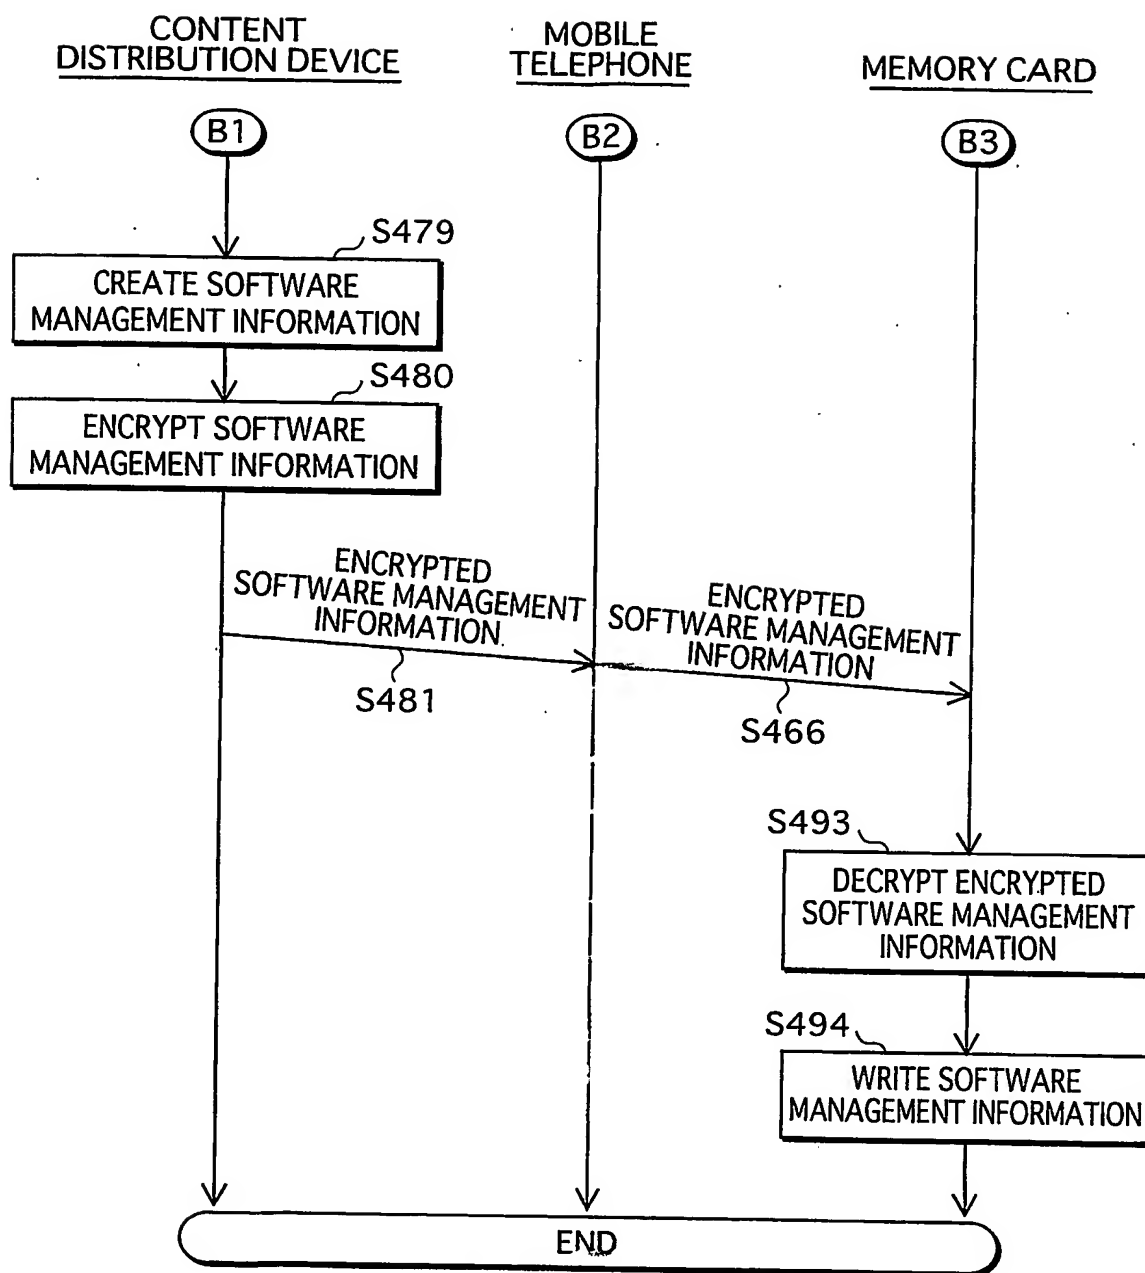 CONTENT
DISTRIBUTION DEVICE
MOBILE
TELEPHONE
MEMORY CARD
B1
B2
B3
S479
CREATE SOFTWARE
MANAGEMENT INFORMATION
S480
ENCRYPT SOFTWARE
MANAGEMENT INFORMATION
ENCRYPTED
SOFTWARE MANAGEMENT
INFORMATION
S481
ENCRYPTED
SOFTWARE MANAGEMENT
INFORMATION
S466
S493
DECRYPT ENCRYPTED
SOFTWARE MANAGEMENT
INFORMATION
S494
WRITE SOFTWARE
MANAGEMENT INFORMATION
END